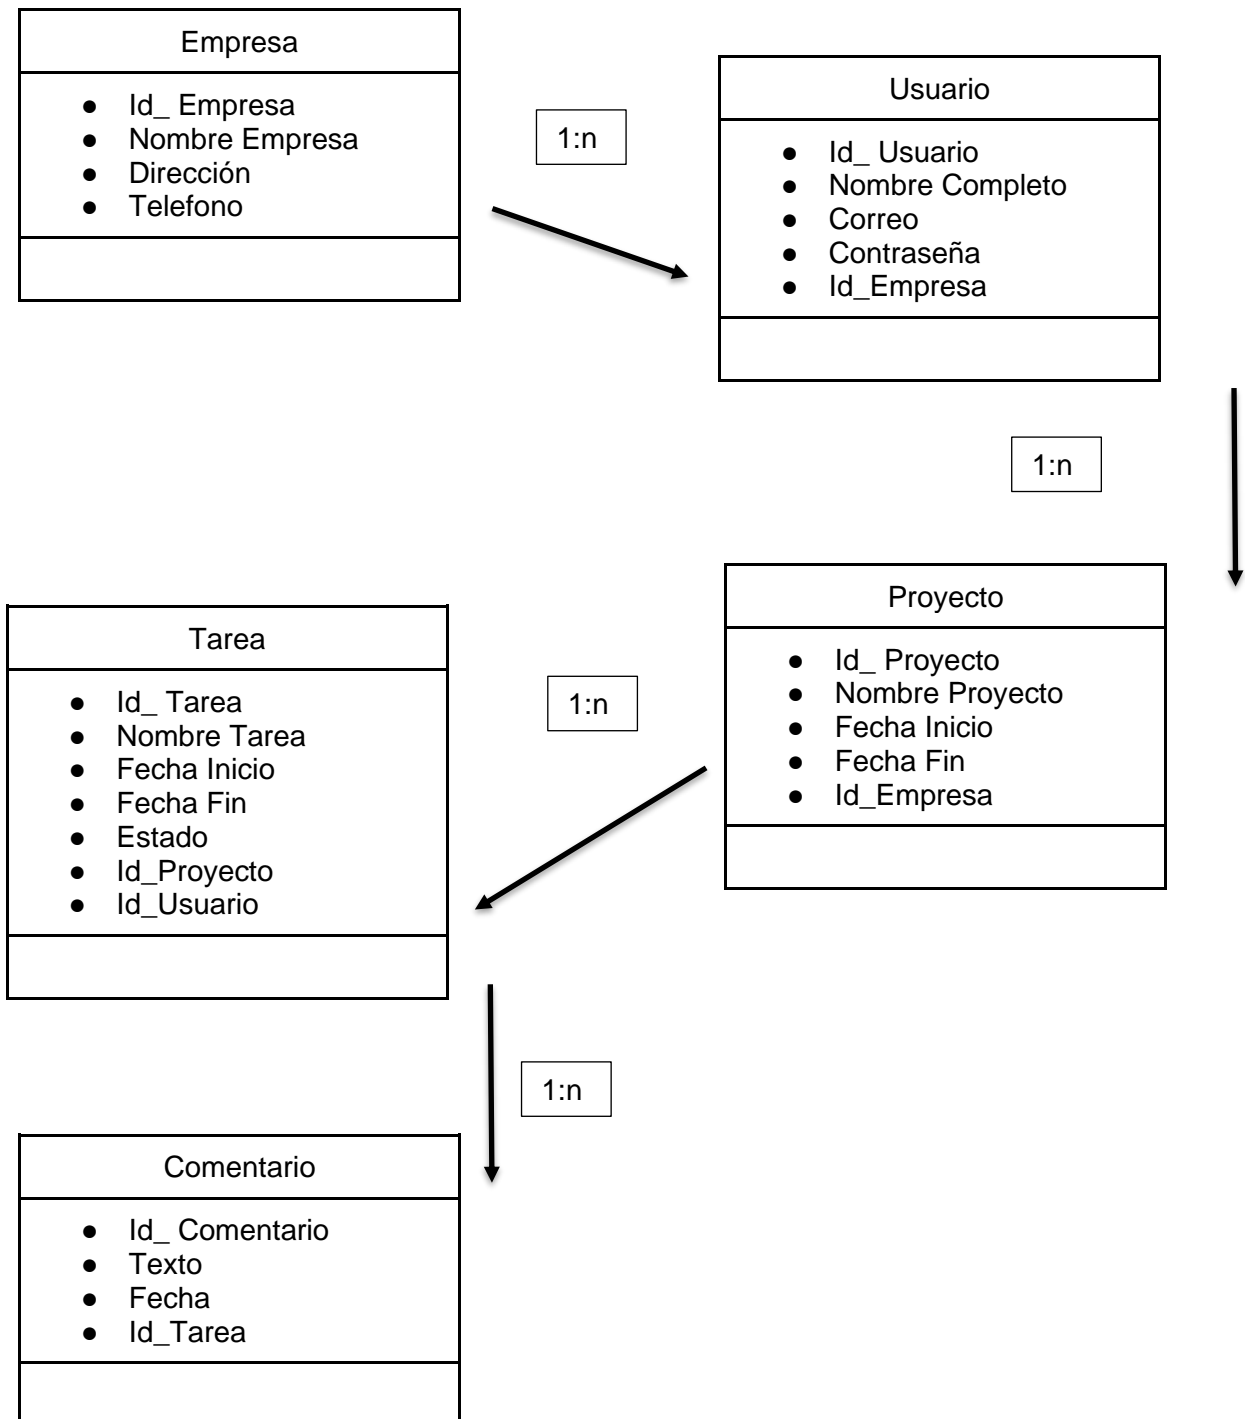 Empresa
● Id_ Empresa
● Nombre Empresa
● Dirección
● Telefono
1:n
Usuario
● Id_ Usuario
● Nombre Completo
● Correo
● Contraseña
● Id_Empresa
1:n
Proyecto
● Id_ Proyecto
● Nombre Proyecto
● Fecha Inicio
● Fecha Fin
● Id_Empresa
1:n
Tarea
● Id_ Tarea
● Nombre Tarea
● Fecha Inicio
● Fecha Fin
● Estado
● Id_Proyecto
● Id_Usuario
1:n
Comentario
● Id_ Comentario
● Texto
● Fecha
● Id_Tarea